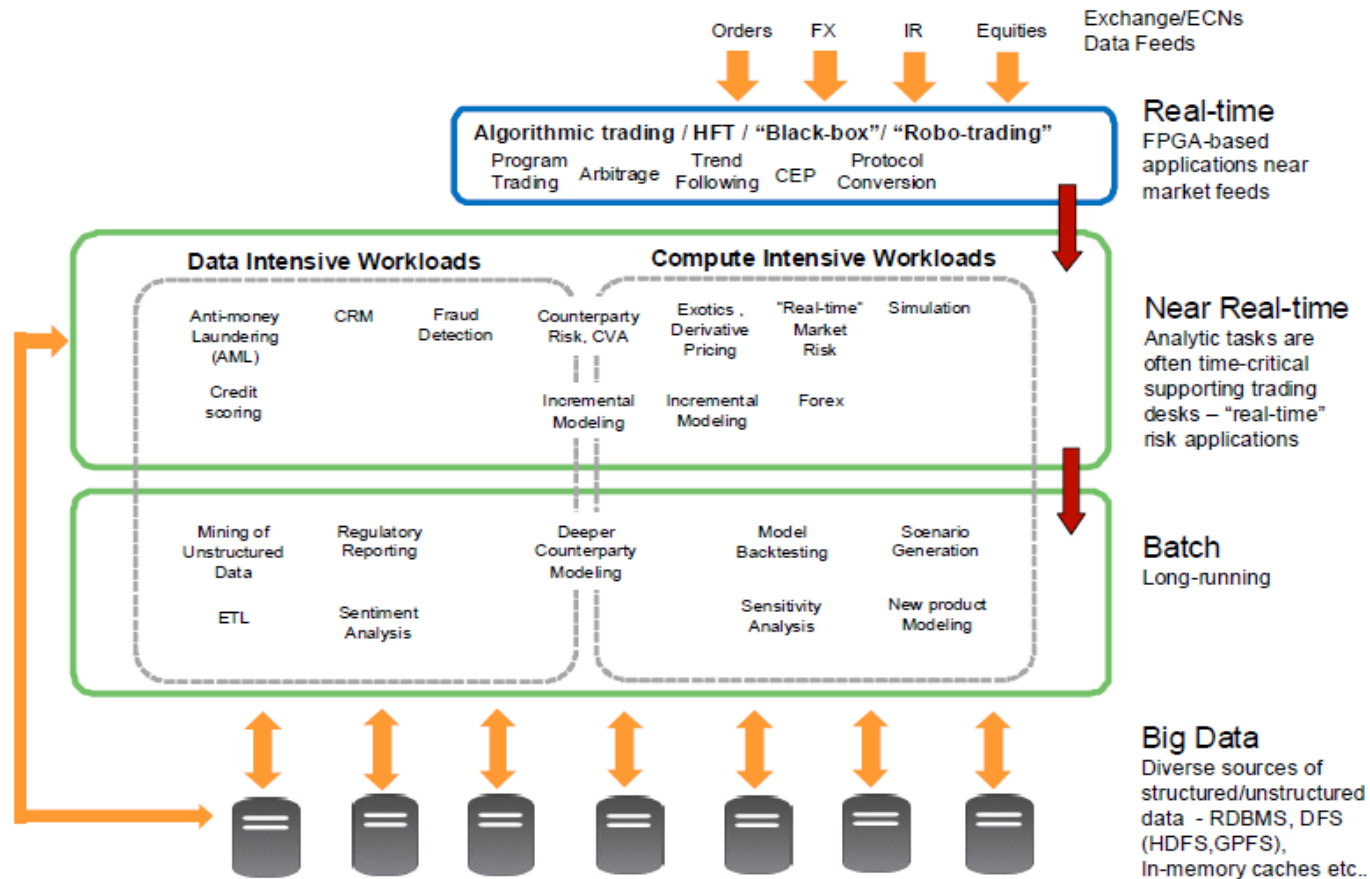 Orders FX IR Equities
Exchange/ECNs
Data Feeds
Algorithmic trading / HFT / “Black-box”/ “Robo-trading”
Program
Trading
Arbitrage
Trend
Following
CEP
Protocol
Conversion
Real-time
FPGA-based
applications near
market feeds
Data Intensive Workloads
Compute Intensive Workloads
Anti-money
Laundering
(AML)
CRM
Fraud
Detection
Counterparty
Risk, CVA
Exotics ,
Derivative
Pricing
"Real-time"
Market
Risk
Simulation
Credit
scoring
Incremental
Modeling
Incremental
Modeling
Forex
Near Real-time
Analytic tasks are
often time-critical
supporting trading
desks – “real-time”
risk applications
Mining of
Unstructured
Data
Regulatory
Reporting
Deeper
Counterparty
Modeling
Model
Backtesting
Scenario
Generation
ETL
Sentiment
Analysis
Sensitivity
Analysis
New product
Modeling
Batch
Long-running
Big Data
Diverse sources of
structured/unstructured
data - RDBMS, DFS
(HDFS,GPFS),
In-memory caches etc..